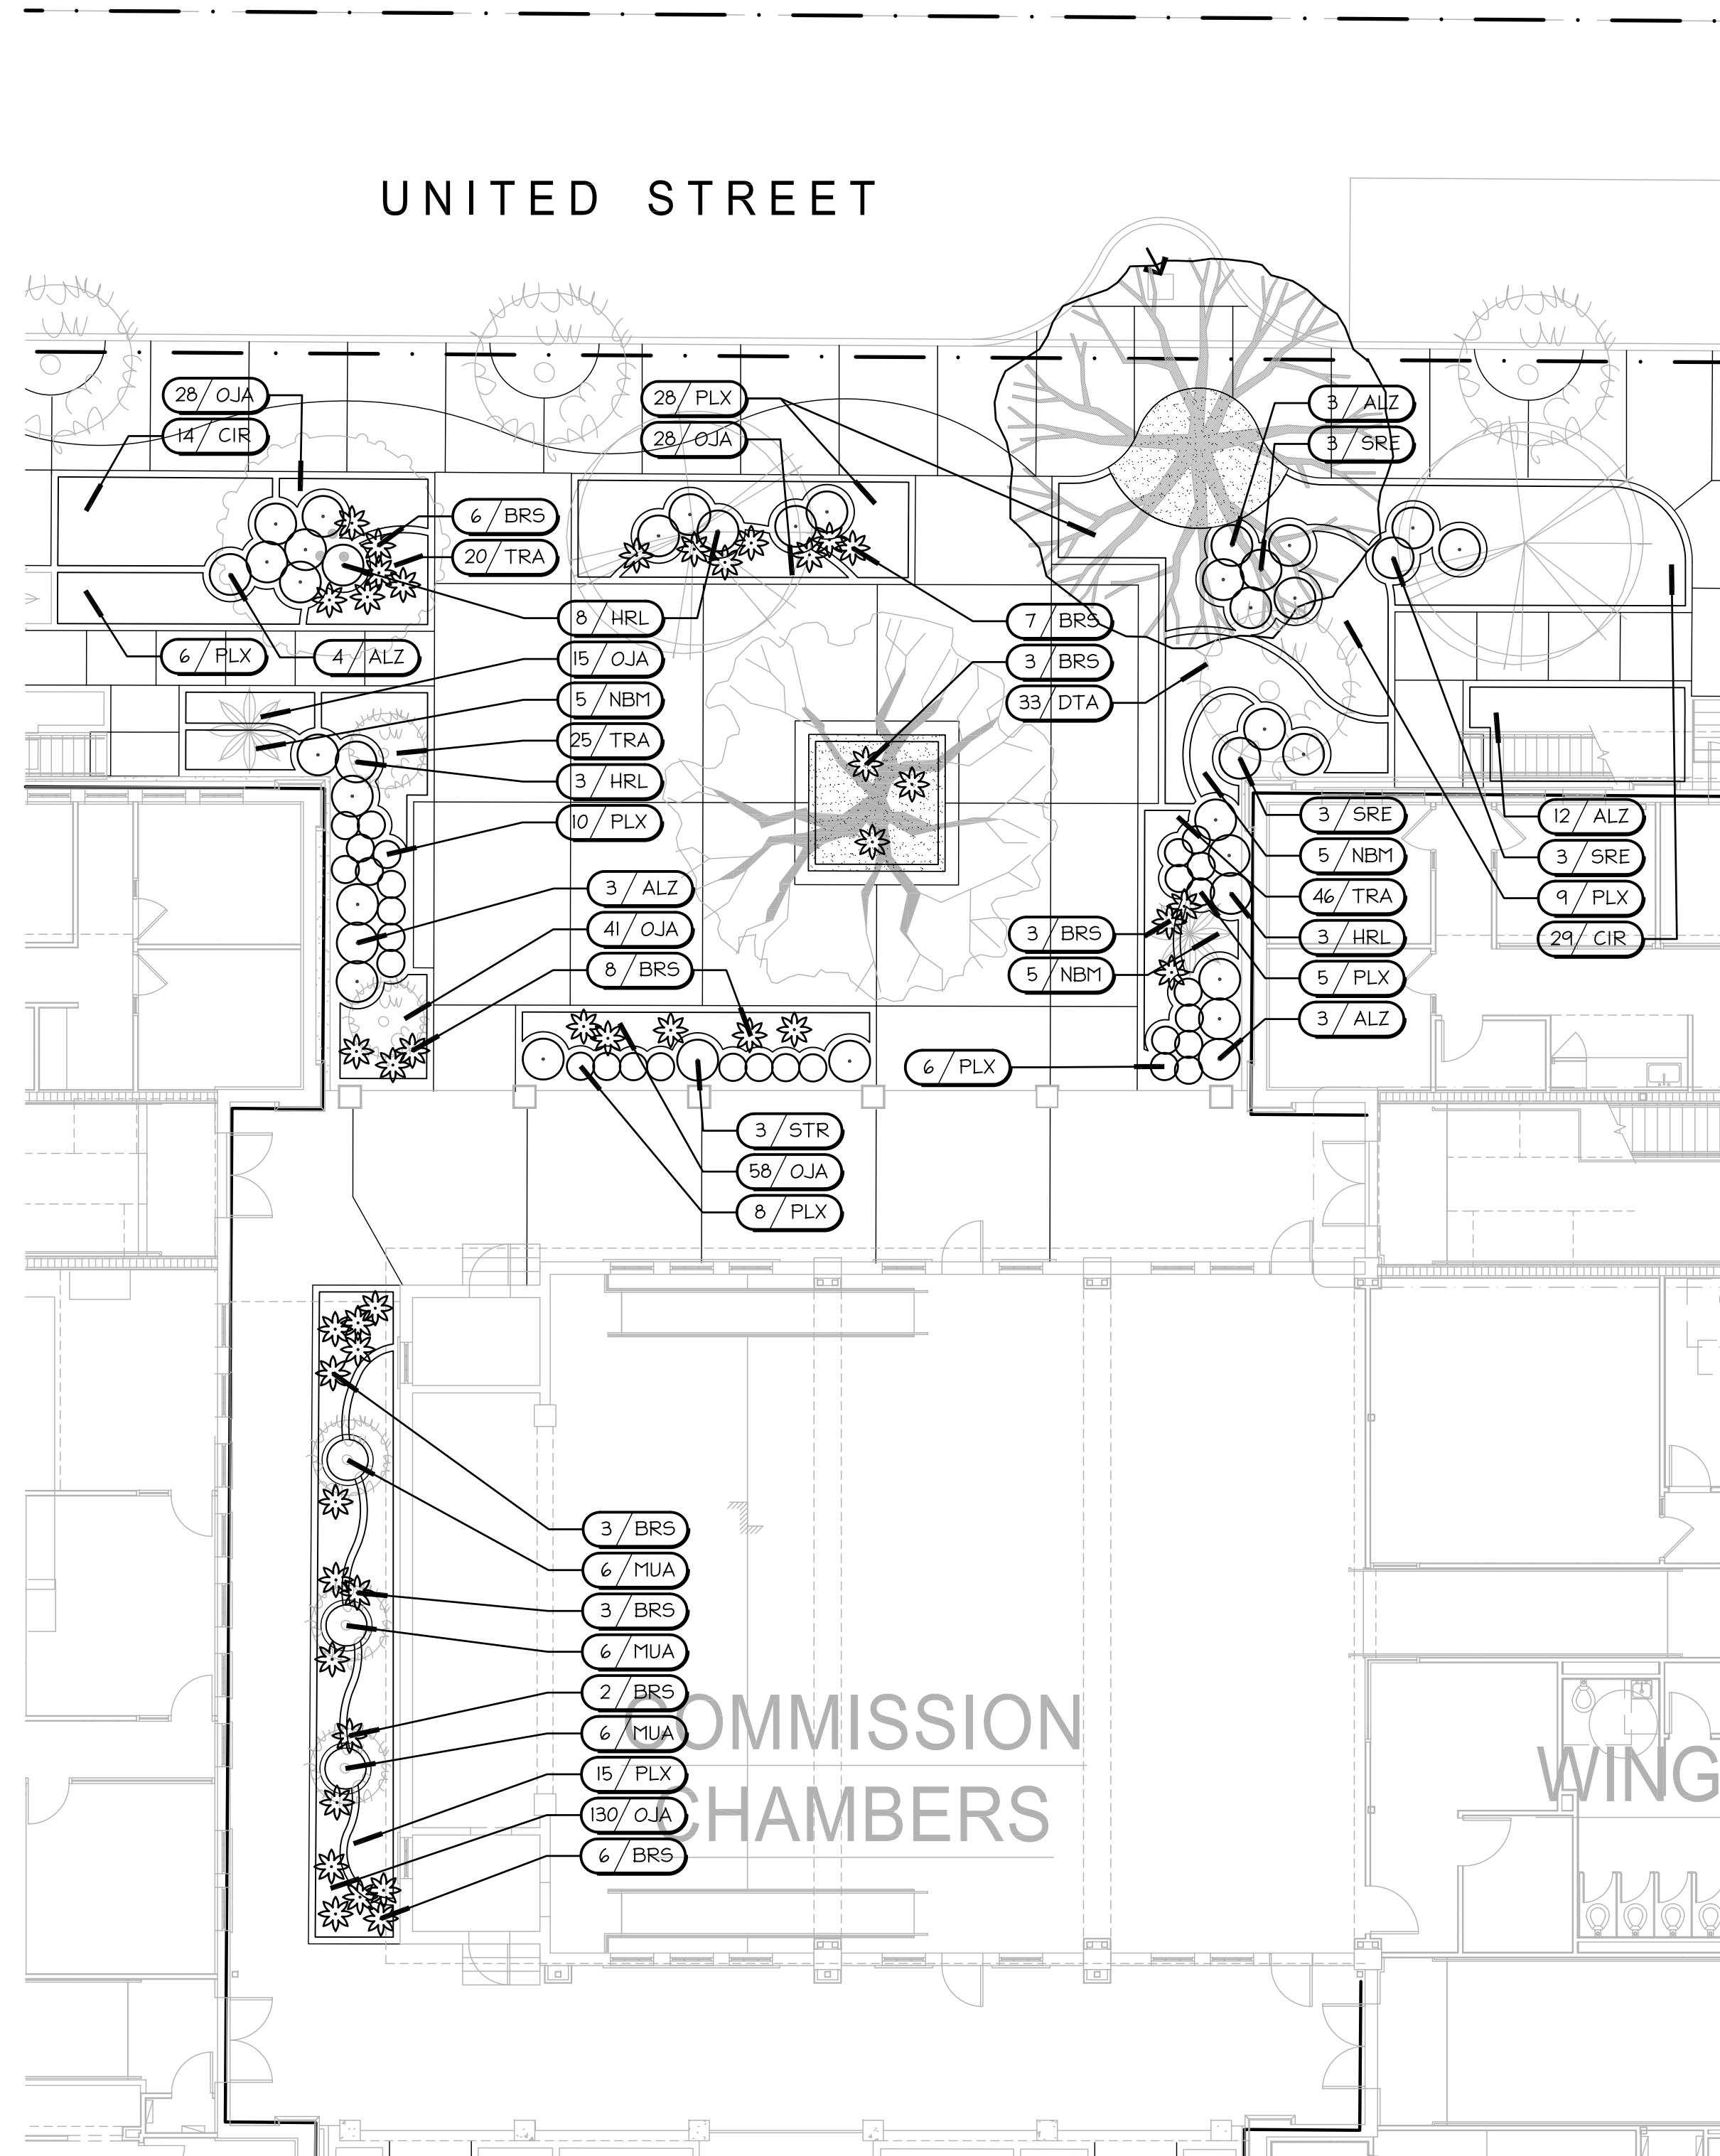 UNITED STREET
28/OJA
14/CIR
28/PLX
28/OJA
3/ALZ
3/SRE
6/BRS
20/TRA
8/HRL
15/OJA
5/NBM
25/TRA
3/HRL
10/PLX
7/BRS
3/BRS
33/DTA
6/PLX
4/ALZ
3/SRE
5/NBM
46/TRA
3/HRL
5/PLX
3/ALZ
12/ALZ
3/SRE
9/PLX
29/CIR
3/ALZ
41/OJA
8/BRS
3/BRS
5/NBM
6/PLX
3/STR
58/OJA
8/PLX
3/BRS
6/MUA
3/BRS
6/MUA
2/BRS
6/MUA
15/PLX
130/OJA
6/BRS
COMMISSION
CHAMBERS
WING